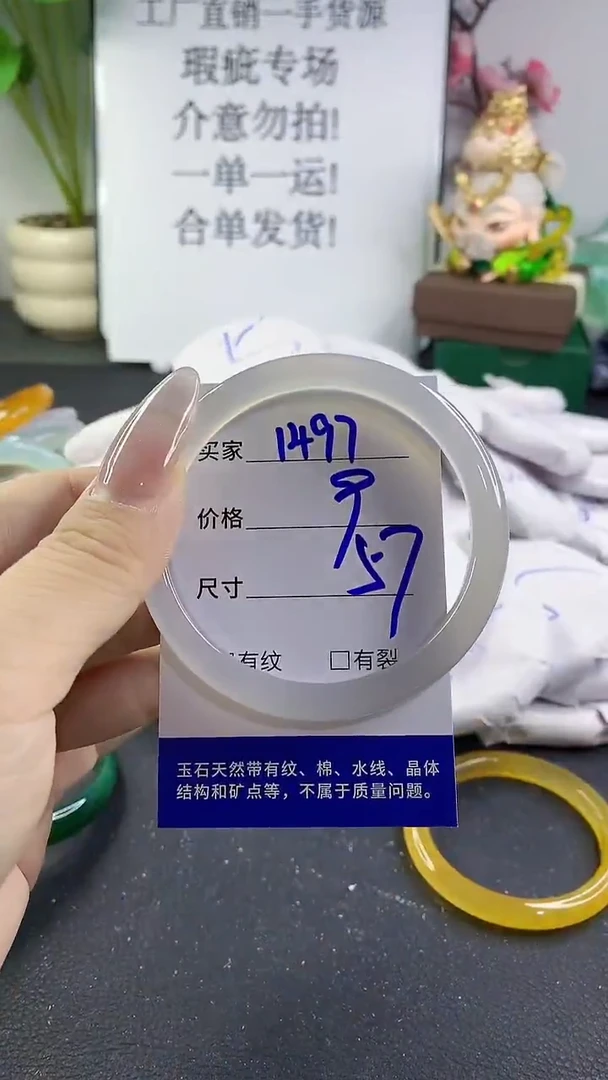 工厂直销一手货源
瑕疵专场
介意勿拍!
一单一运!
合单发货!
买家 1497
价格 9
尺寸 57
有纹 □有裂
玉石天然带有纹、棉、水线、晶体
结构和矿点等，不属于质量问题。